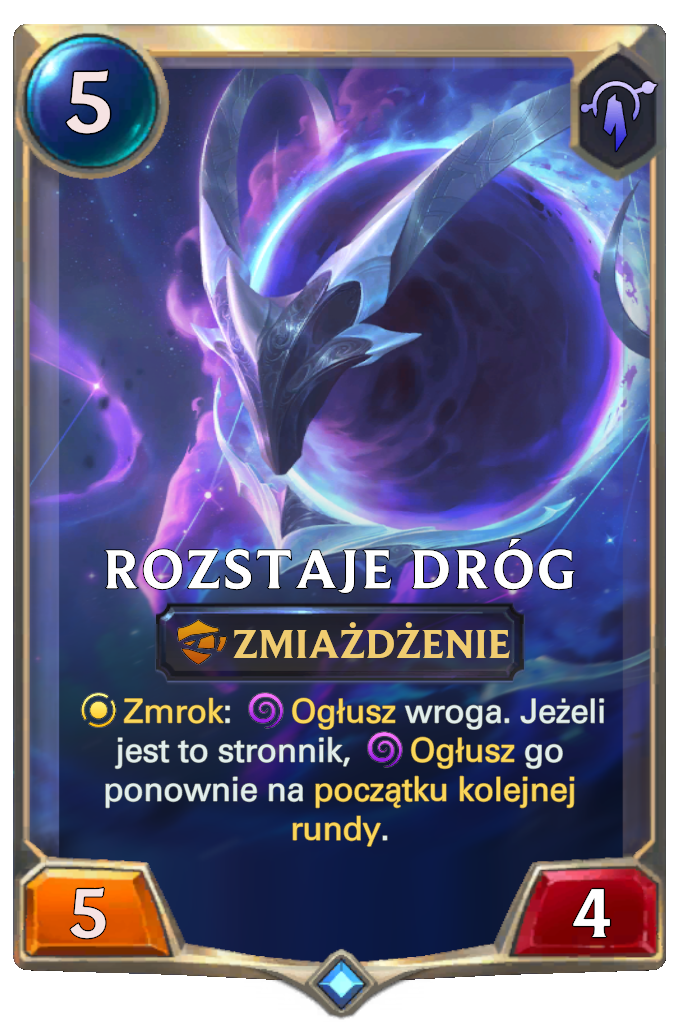 5
ROZSTAJE DRÓG
ZMIAŻDŻENIE
Zmrok: Ogłusz wroga. Jeżeli
jest to stronnik, Ogłusz go
ponownie na początku kolejnej
rundy.
5
4